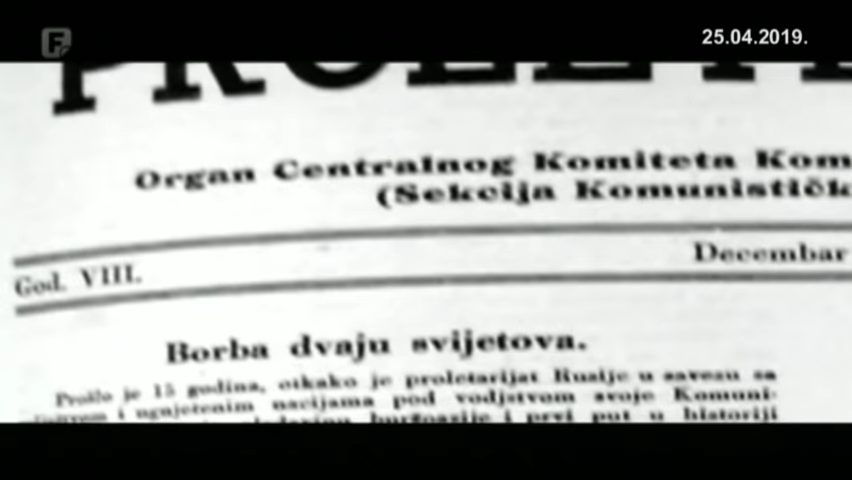 F
25.04.2019.
Organ Centralnog Komiteta Kom
(Sekcija Komunističk
God. VIII.
Decembar
Borba dvaju svijetova.
Prošlo je 15 godina, otkako je proletarijat Rusije u savezu sa
i ugnjetenim nacijama pod vodjstvom svoje Komuni-
buržoazije i prvi put u historiji